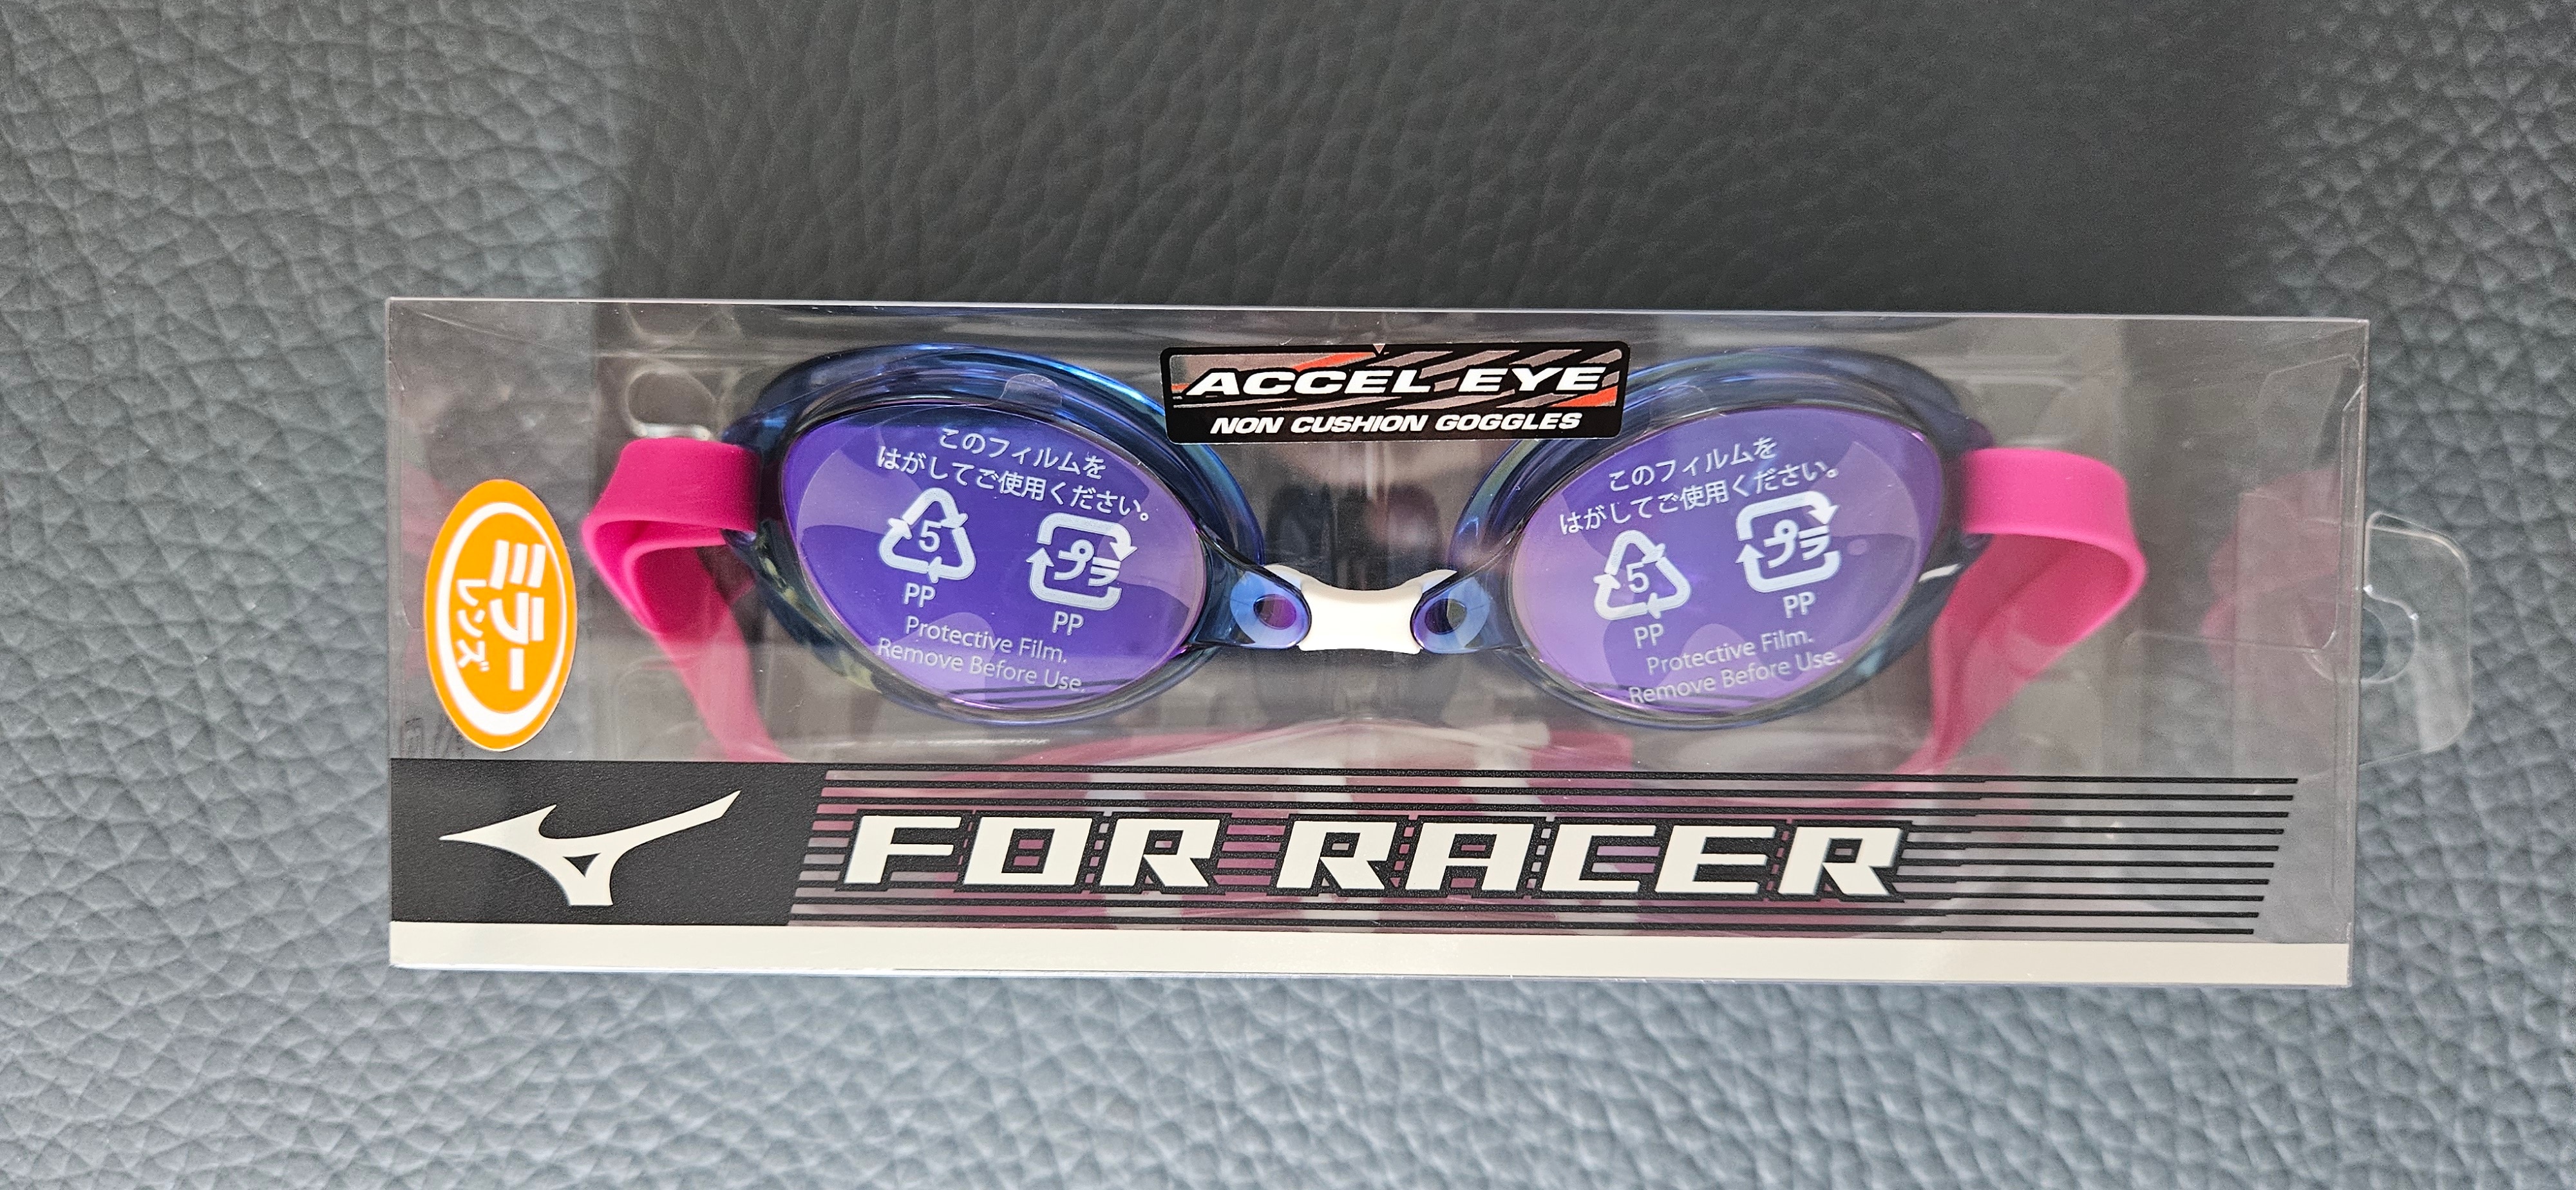 ACCEL EYE
NON CUSHION GOGGLES
このフィルムを
はがしてご使用ください。
5
PP
プラ
PP
Protective Film.
Remove Before Use.
このフィルムを
はがしてご使用ください。
5
PP
プラ
PP
Protective Film.
Remove Before Use.
ミラー
レンズ
FOR RACER